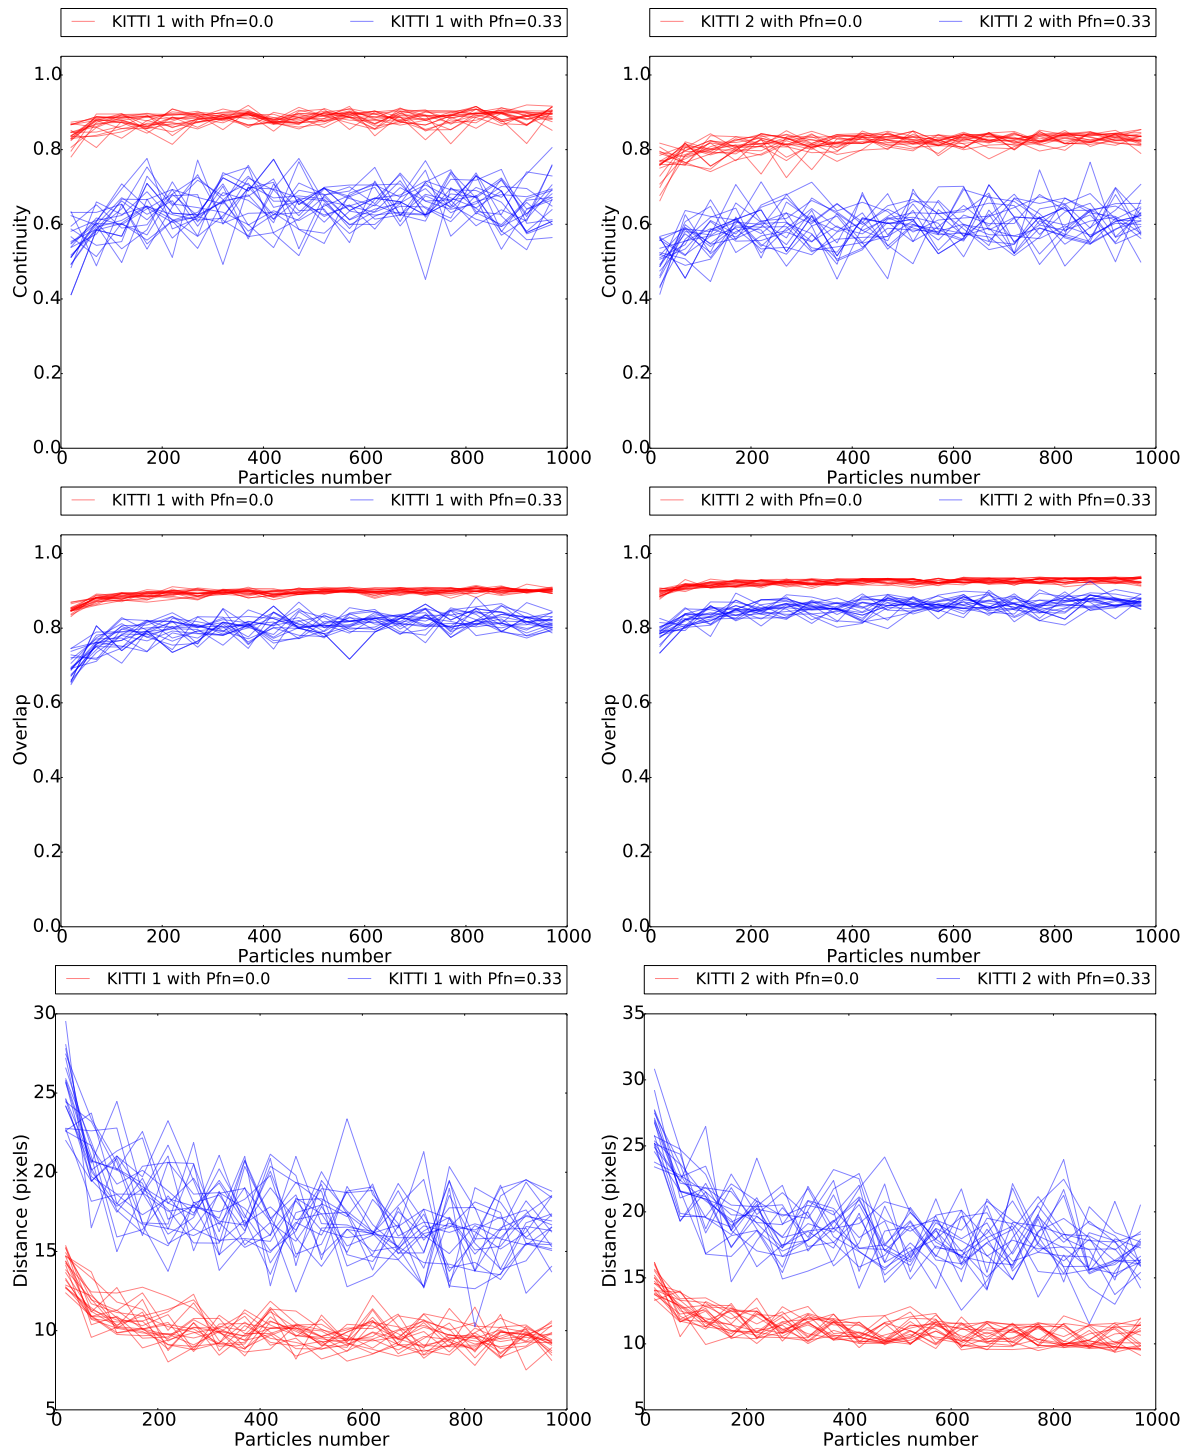 KITTI 1 with Pfn=0.0 KITTI 1 with Pfn=0.33
1.0
0.8
0.6
0.4
0.2
0.0
Continuity
0 200 400 600 800 1000
Particles number
KITTI 2 with Pfn=0.0 KITTI 2 with Pfn=0.33
1.0
0.8
0.6
0.4
0.2
0.0
Continuity
0 200 400 600 800 1000
Particles number
KITTI 1 with Pfn=0.0 KITTI 1 with Pfn=0.33
1.0
0.8
0.6
0.4
0.2
0.0
Overlap
0 200 400 600 800 1000
Particles number
KITTI 2 with Pfn=0.0 KITTI 2 with Pfn=0.33
1.0
0.8
0.6
0.4
0.2
0.0
Overlap
0 200 400 600 800 1000
Particles number
KITTI 1 with Pfn=0.0 KITTI 1 with Pfn=0.33
30
25
20
15
10
5
Distance (pixels)
0 200 400 600 800 1000
Particles number
KITTI 2 with Pfn=0.0 KITTI 2 with Pfn=0.33
35
30
25
20
15
10
5
Distance (pixels)
0 200 400 600 800 1000
Particles number